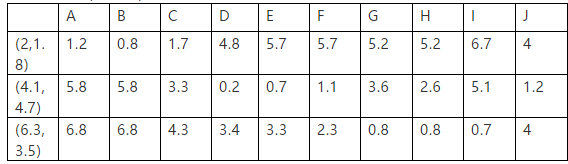 A B C D E F G H I J
(2,1. 1.2 0.8 1.7 4.8 5.7 5.7 5.2 5.2 6.7 4
8)
(4.1, 5.8 5.8 3.3 0.2 0.7 1.1 3.6 2.6 5.1 1.2
4.7)
(6.3, 6.8 6.8 4.3 3.4 3.3 2.3 0.8 0.8 0.7 4
3.5)